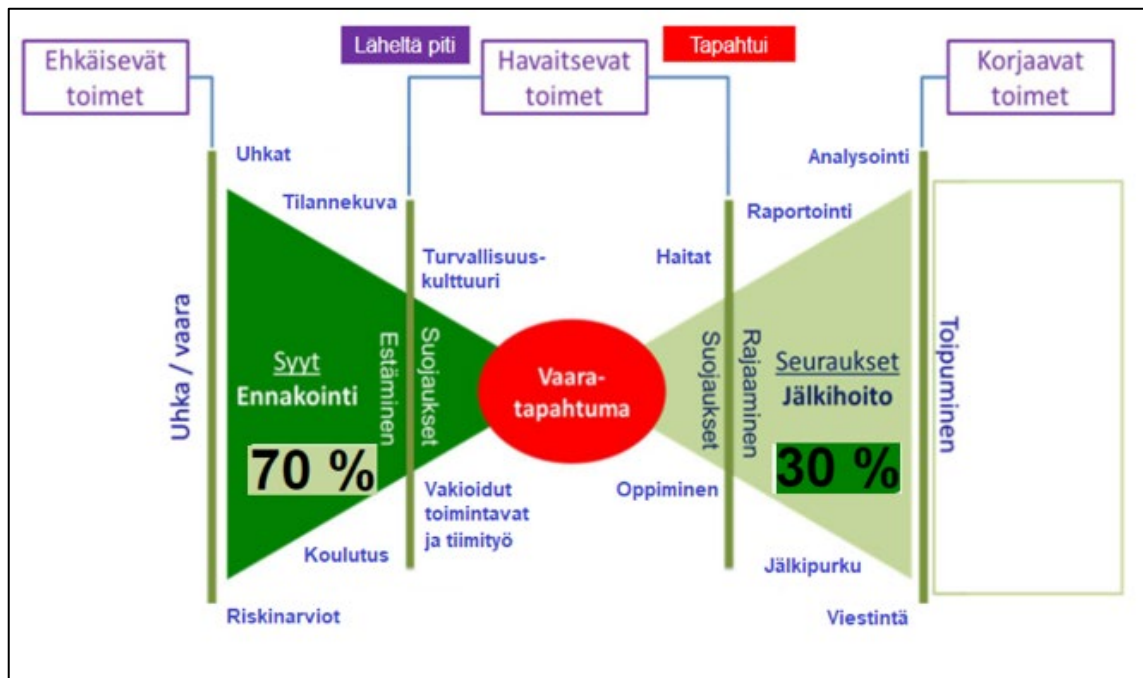 Läheltä piti
Tapahtui
Ehkäisevät
toimet
Havaitsevat
toimet
Korjaavat
toimet
Uhkat
Analysointi
Tilannekuva
Raportointi
Turvallisuus-
kulttuuri
Haitat
Uhka / vaara
Syyt
Ennakointi
70 %
Estäminen
Suojaukset
Vaara-
tapahtuma
Suojaukset
Rajaaminen
Seuraukset
Jälkihoito
30 %
Toipuminen
Vakioidut
toimintavat
ja tiimityö
Oppiminen
Koulutus
Jälkipurku
Riskinarviot
Viestintä